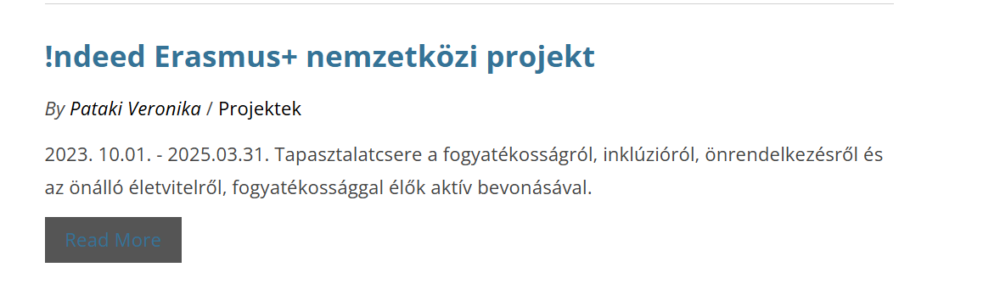 !ndeed Erasmus+ nemzetközi projekt
By Pataki Veronika / Projektek
2023. 10.01. - 2025.03.31. Tapasztalatcsere a fogyatékosságról, inklúzióról, önrendelkezésről és
az önálló életvitelről, fogyatékossággal élők aktív bevonásával.
Read More